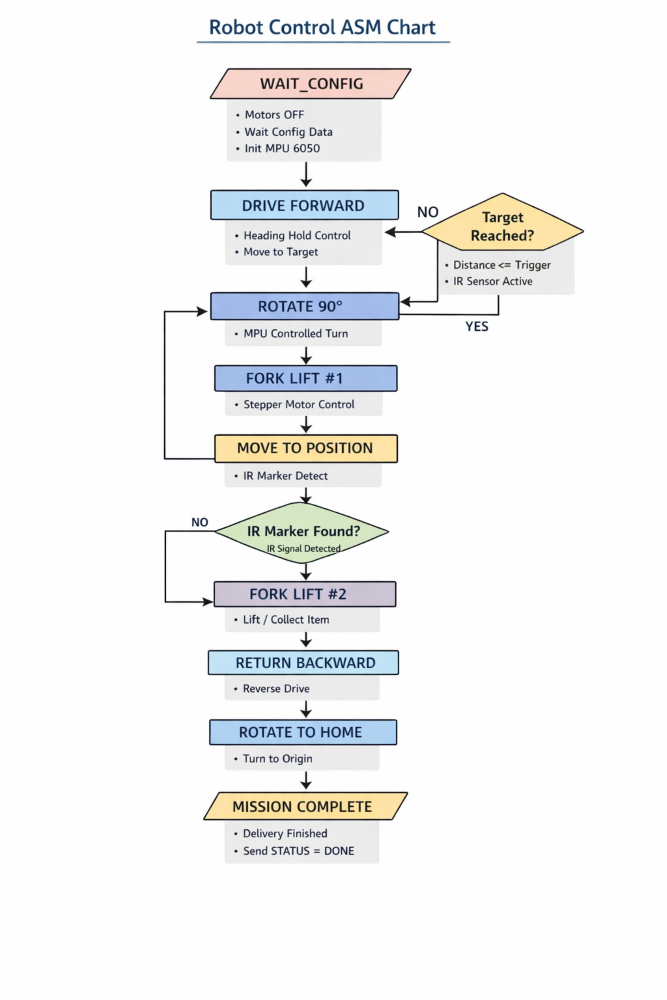 Robot Control ASM Chart
WAIT_CONFIG
• Motors OFF
• Wait Config Data
• Init MPU 6050
DRIVE FORWARD
• Heading Hold Control
• Move to Target
NO
Target
Reached?
• Distance <= Trigger
• IR Sensor Active
YES
ROTATE 90°
• MPU Controlled Turn
FORK LIFT #1
• Stepper Motor Control
MOVE TO POSITION
• IR Marker Detect
NO
IR Marker Found?
IR Signal Detected
FORK LIFT #2
• Lift / Collect Item
RETURN BACKWARD
• Reverse Drive
ROTATE TO HOME
• Turn to Origin
MISSION COMPLETE
• Delivery Finished
• Send STATUS = DONE